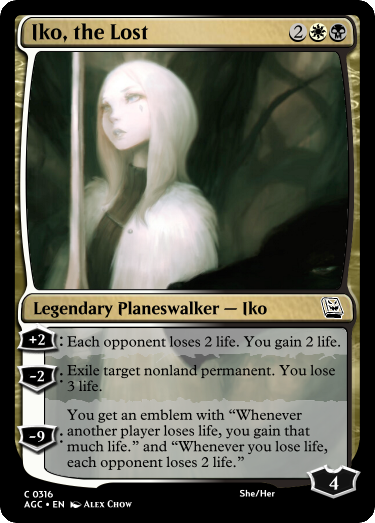 Iko, the Lost 2
Legendary Planeswalker — Iko
+2: Each opponent loses 2 life. You gain 2 life.
-2: Exile target nonland permanent. You lose
3 life.
You get an emblem with “Whenever
another player loses life, you gain that
-9: much life.” and “Whenever you lose life,
each opponent loses 2 life.”
4
C 0316 She/Her
AGC • EN Alex Chow